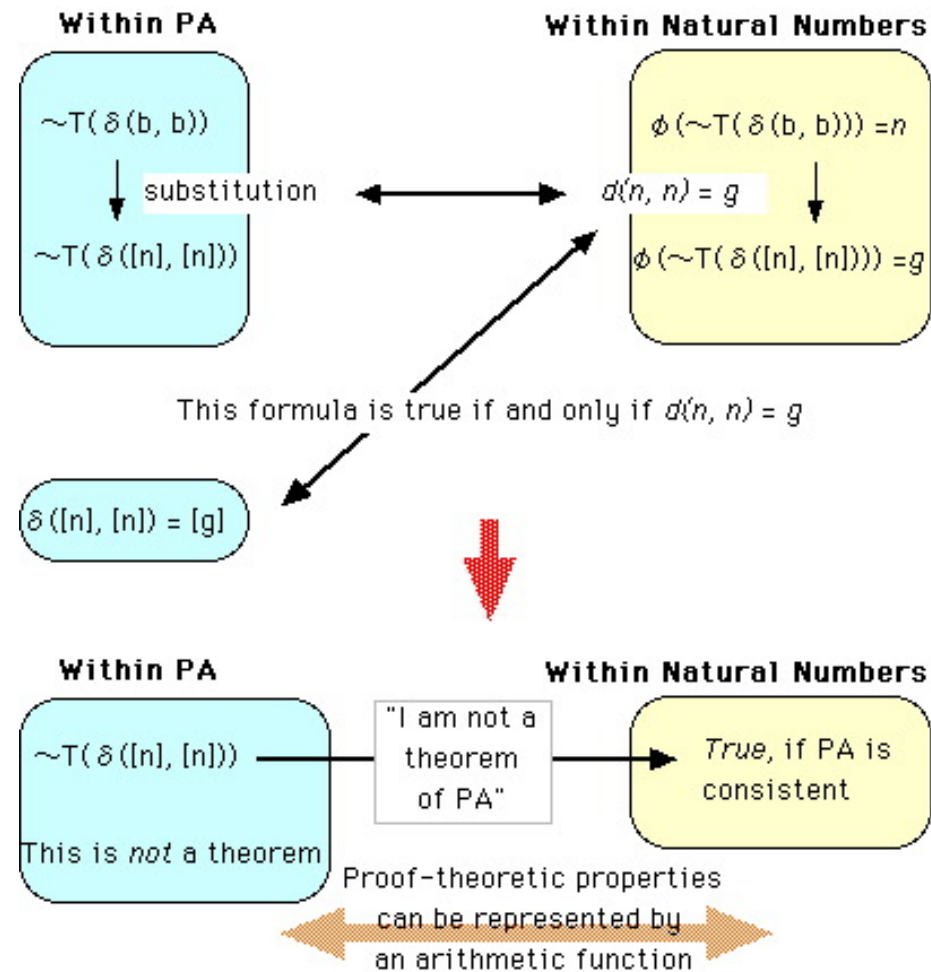 Within PA
Within Natural Numbers
~T( δ(b, b))
substitution
~T( δ([n], [n]))
ϕ(~T( δ(b, b))) =n
d(n, n) = g
ϕ(~T( δ([n], [n]))) =g
This formula is true if and only if d(n, n) = g
δ([n], [n]) = [g]
Within PA
Within Natural Numbers
~T( δ([n], [n]))
This is not a theorem
"I am not a
theorem
of PA"
True, if PA is
consistent
Proof-theoretic properties
can be represented by
an arithmetic function